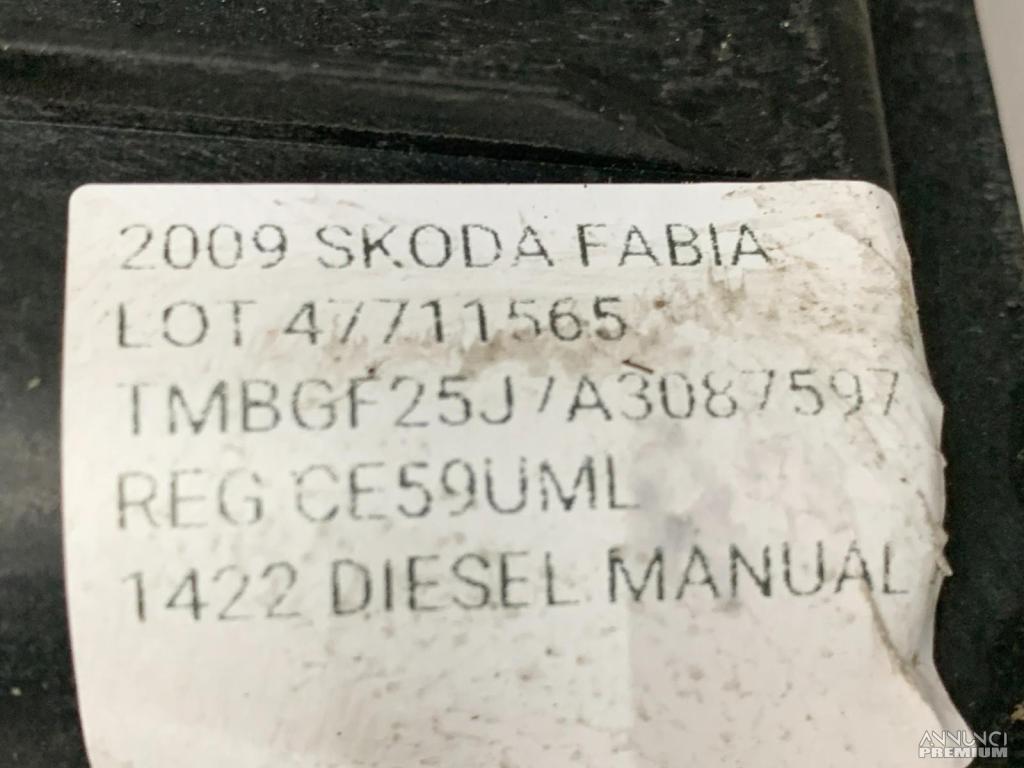 2009 SKODA FABIA
LOT 47711565
TMBGF25J7A3087597
REG CE59UML
1422 DIESEL MANUAL
ANNUNCI
PREMIUM